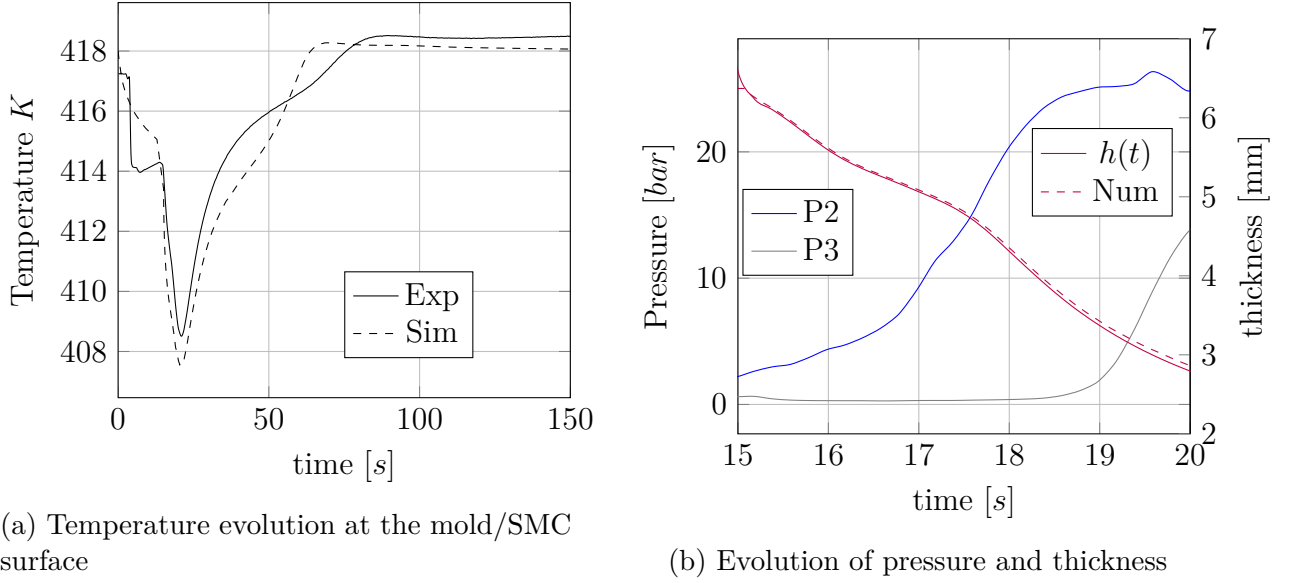 418
416
414
412
410
408
0
50
100
150
Temperature K
time [s]
Exp
Sim
(a) Temperature evolution at the mold/SMC
surface
20
10
0
7
6
5
4
3
2
15
16
17
18
19
20
Pressure [bar]
thickness [mm]
time [s]
P2
P3
h(t)
Num
(b) Evolution of pressure and thickness